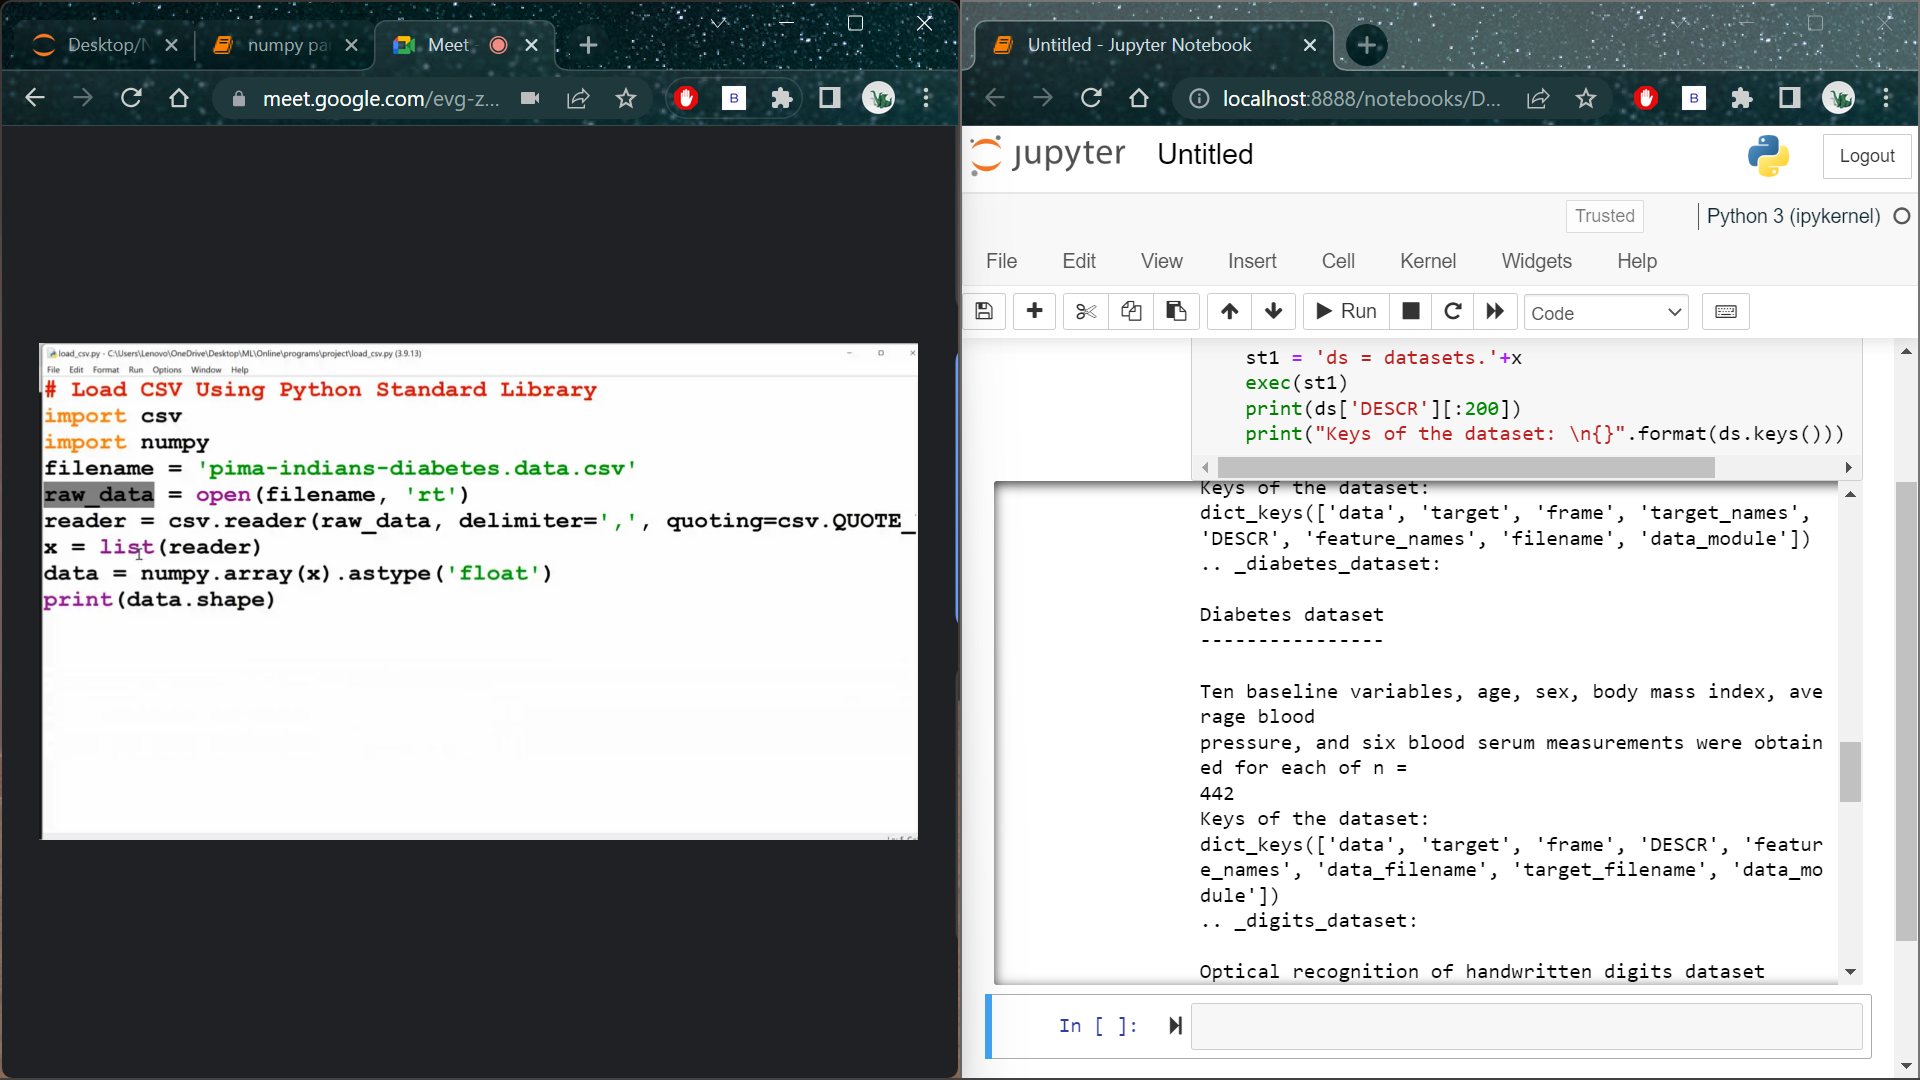 Desktop/N
numpy pa
Meet
meet.google.com/evg-z...
B
load_csv.py - C:\Users\Lenovo\OneDrive\Desktop\ML\Online\programs\project\load_csv.py (3.9.13)
File Edit Format Run Options Window Help
# Load CSV Using Python Standard Library
import csv
import numpy
filename = 'pima-indians-diabetes.data.csv'
raw_data = open(filename, 'rt')
reader = csv.reader(raw_data, delimiter=',', quoting=csv.QUOTE_
x = list(reader)
data = numpy.array(x).astype('float')
print(data.shape)
Untitled - Jupyter Notebook
localhost:8888/notebooks/D...
B
jupyter Untitled
Logout
Trusted
Python 3 (ipykernel)
File Edit View Insert Cell Kernel Widgets Help
Run
Code
st1 = 'ds = datasets.'+x
exec(st1)
print(ds['DESCR'][:200])
print("Keys of the dataset: \n{}".format(ds.keys()))
Keys of the dataset:
dict_keys(['data', 'target', 'frame', 'target_names',
'DESCR', 'feature_names', 'filename', 'data_module'])
.. _diabetes_dataset:
Diabetes dataset
----------------
Ten baseline variables, age, sex, body mass index, ave
rage blood
pressure, and six blood serum measurements were obtain
ed for each of n =
442
Keys of the dataset:
dict_keys(['data', 'target', 'frame', 'DESCR', 'featur
e_names', 'data_filename', 'target_filename', 'data_mo
dule'])
.. _digits_dataset:
Optical recognition of handwritten digits dataset
In [ ]: